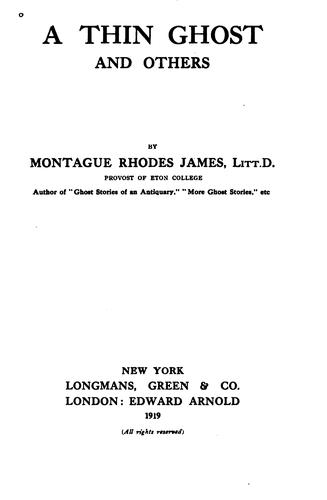 A THIN GHOST
AND OTHERS
BY
MONTAGUE RHODES JAMES, LITT.D.
PROVOST OF ETON COLLEGE
Author of "Ghost Stories of an Antiquary," "More Ghost Stories," etc
NEW YORK
LONGMANS, GREEN & CO.
LONDON: EDWARD ARNOLD
1919
(All rights reserved)